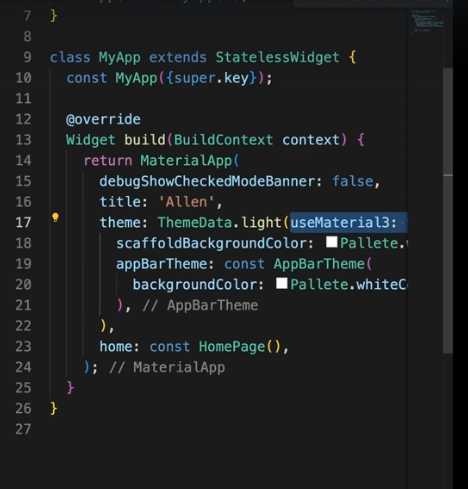 7 }
8
9 class MyApp extends StatelessWidget {
10 const MyApp({super.key});
11
12 @override
13 Widget build(BuildContext context) {
14 return MaterialApp(
15 debugShowCheckedModeBanner: false,
16 title: 'Allen',
17 theme: ThemeData.light(useMaterial3:
18 scaffoldBackgroundColor: Pallete.
19 appBarTheme: const AppBarTheme(
20 backgroundColor: Pallete.whiteC
21 ), // AppBarTheme
22 ),
23 home: const HomePage(),
24 ); // MaterialApp
25 }
26 }
27